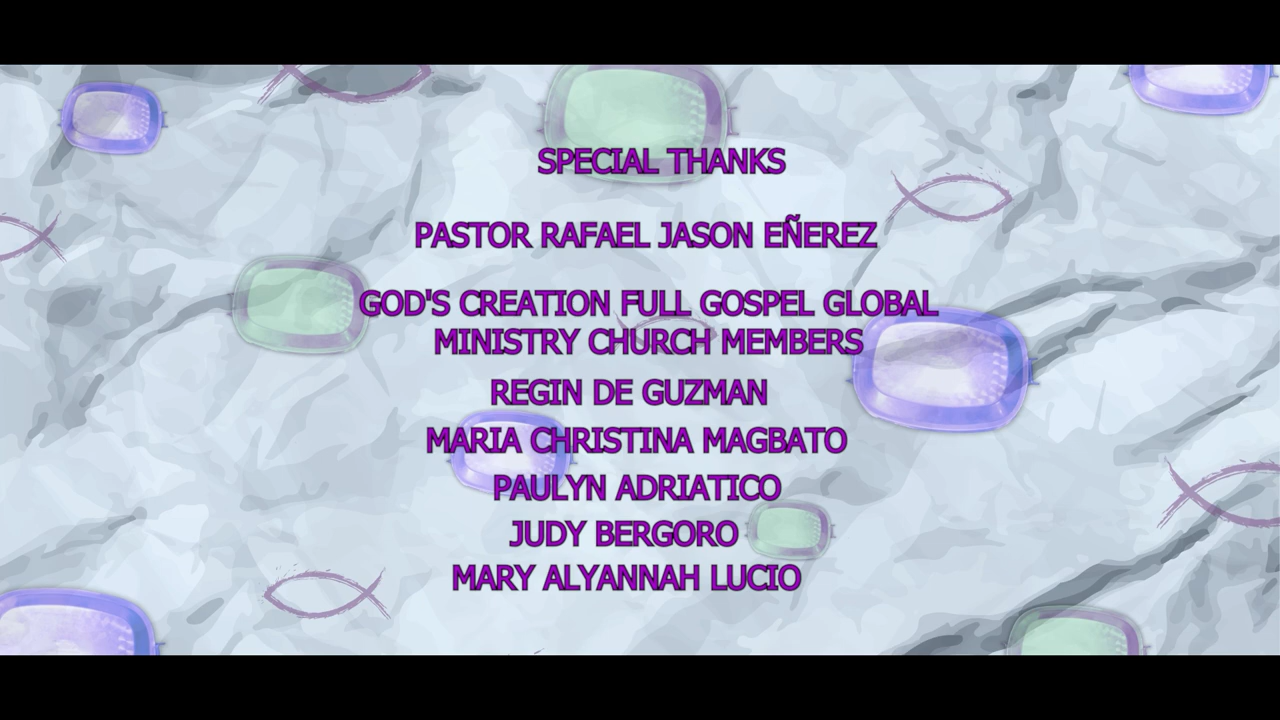 SPECIAL THANKS
PASTOR RAFAEL JASON EÑEREZ
GOD'S CREATION FULL GOSPEL GLOBAL
MINISTRY CHURCH MEMBERS
REGIN DE GUZMAN
MARIA CHRISTINA MAGBATO
PAULYN ADRIATICO
JUDY BERGORO
MARY ALYANNAH LUCIO